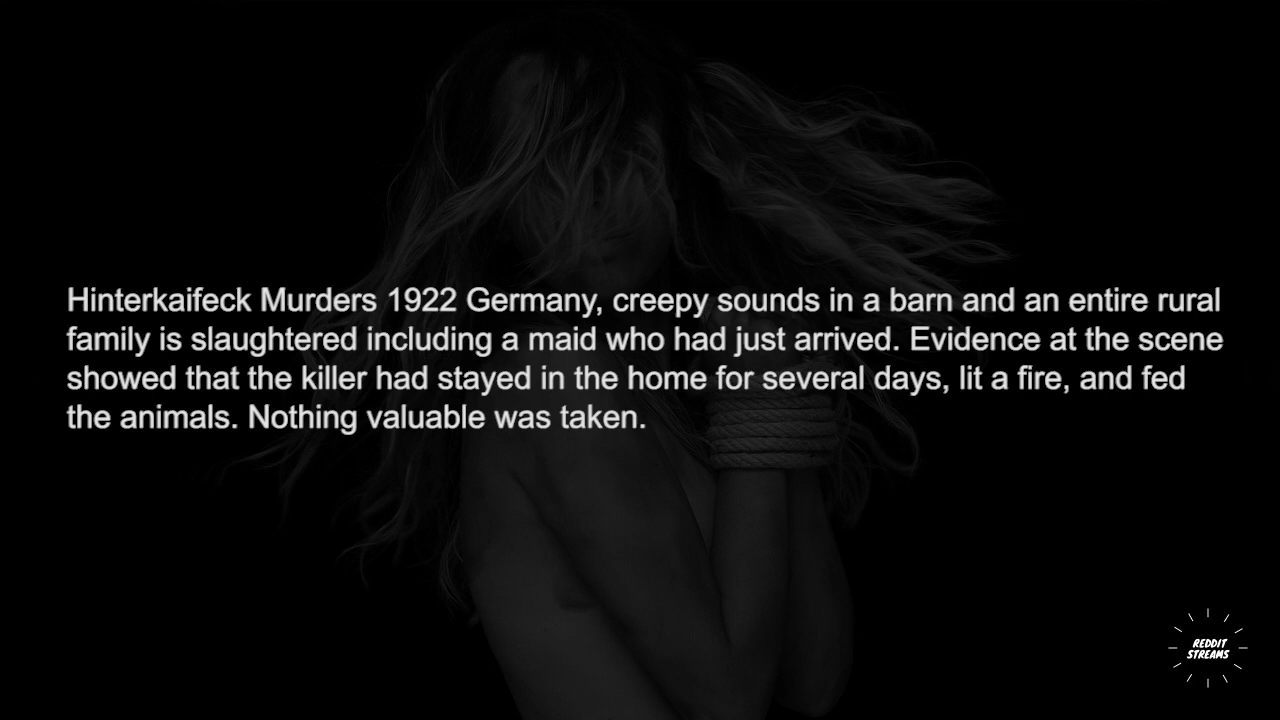 Hinterkaifeck Murders 1922 Germany, creepy sounds in a barn and an entire rural
family is slaughtered including a maid who had just arrived. Evidence at the scene
showed that the killer had stayed in the home for several days, lit a fire, and fed
the animals. Nothing valuable was taken.
REDDIT
STREAMS